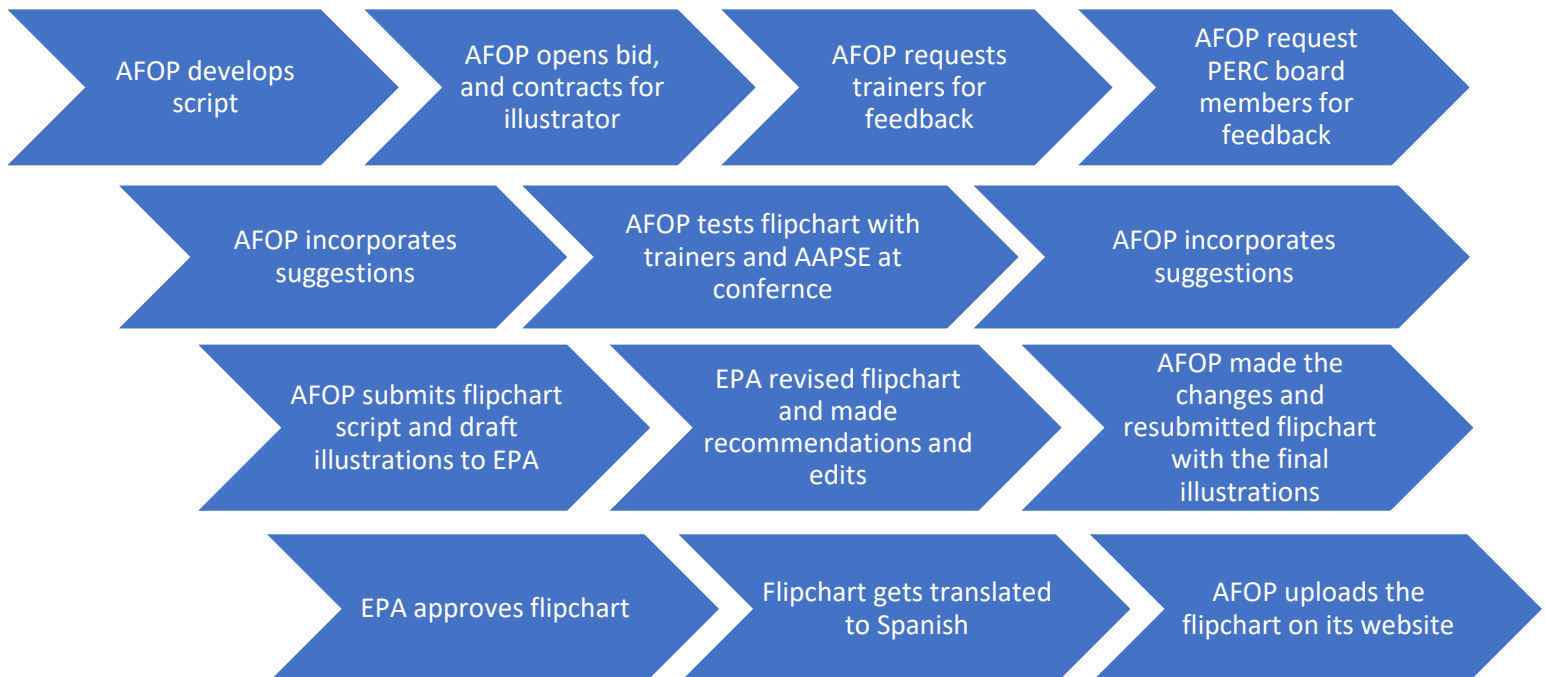 AFOP develops
script
AFOP opens bid,
and contracts for
illustrator
AFOP requests
trainers for
feedback
AFOP request
PERC board
members for
feedback
AFOP incorporates
suggestions
AFOP tests flipchart with
trainers and AAPSE at
confernce
AFOP incorporates
suggestions
AFOP submits flipchart
script and draft
illustrations to EPA
EPA revised flipchart
and made
recommendations and
edits
AFOP made the
changes and
resubmitted flipchart
with the final
illustrations
EPA approves flipchart
Flipchart gets translated
to Spanish
AFOP uploads the
flipchart on its website